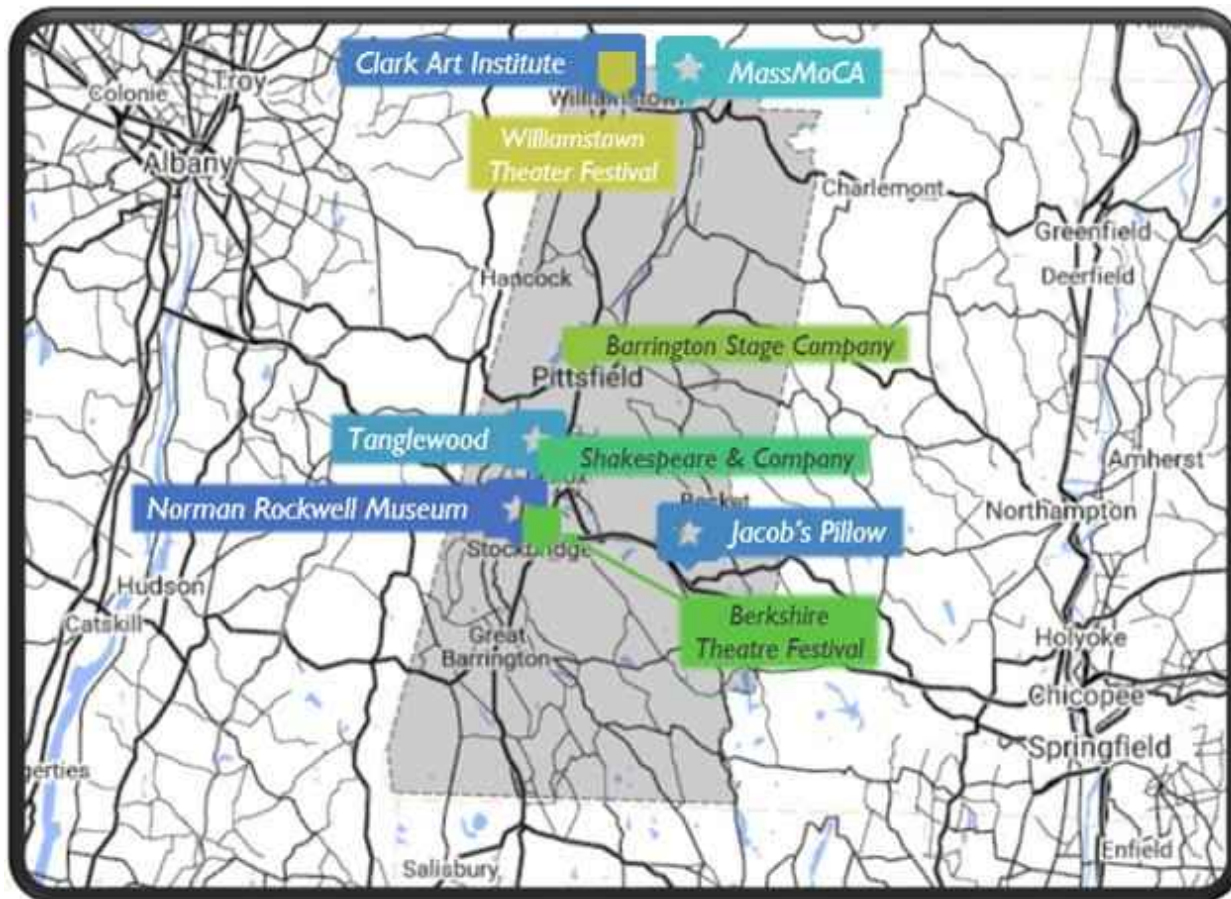 Clark Art Institute
MassMoCA
Troy
Colonie
Williamstown
Williamstown
Theater Festival
Albany
Charlemont
Greenfield
Hancock
Deerfield
Barrington Stage Company
Pittsfield
Tanglewood
Shakespeare & Company
Amherst
Becket
Norman Rockwell Museum
Northampton
Jacob's Pillow
Stockbridge
Hudson
Catskill
Berkshire
Theatre Festival
Great
Barrington
Holyoke
Chicopee
Springfield
gerties
Enfield
Salisbury